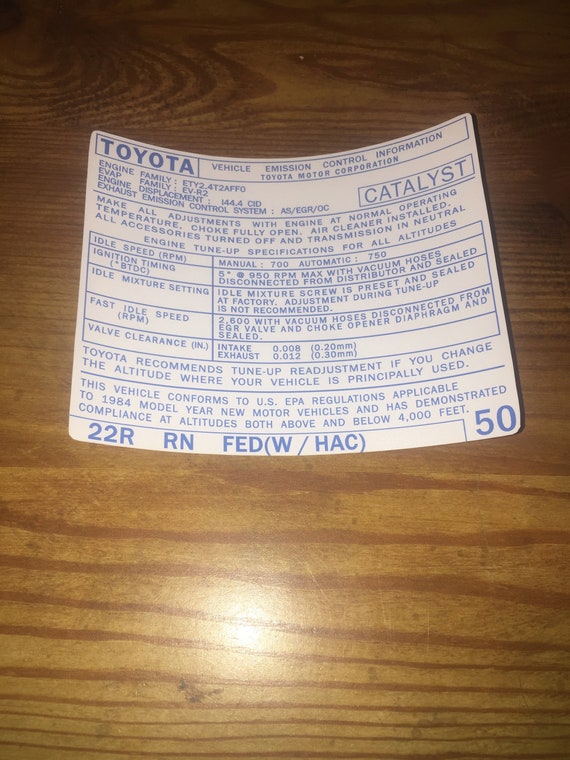 TOYOTA VEHICLE EMISSION CONTROL INFORMATION
TOYOTA MOTOR CORPORATION
ENGINE FAMILY : ETY2.4T2AFF0
EVAP FAMILY : EV-R2
ENGINE DISPLACEMENT : 144.4 CID
EXHAUST EMISSION CONTROL SYSTEM : AS/EGR/OC
CATALYST
MAKE ALL ADJUSTMENTS WITH ENGINE AT NORMAL OPERATING
TEMPERATURE, CHOKE FULLY OPEN. AIR CLEANER INSTALLED.
ALL ACCESSORIES TURNED OFF AND TRANSMISSION IN NEUTRAL
ENGINE TUNE-UP SPECIFICATIONS FOR ALL ALTITUDES
IDLE SPEED (RPM) MANUAL : 700 AUTOMATIC : 750
IGNITION TIMING
(°BTDC)
5° @ 950 RPM MAX WITH VACUUM HOSES
DISCONNECTED FROM DISTRIBUTOR AND SEALED
IDLE MIXTURE SETTING
IDLE MIXTURE SCREW IS PRESET AND SEALED
AT FACTORY. ADJUSTMENT DURING TUNE-UP
IS NOT RECOMMENDED.
FAST IDLE SPEED
(RPM)
2,600 WITH VACUUM HOSES DISCONNECTED FROM
EGR VALVE AND CHOKE OPENER DIAPHRAGM AND
SEALED.
VALVE CLEARANCE (IN.)
INTAKE 0.008 (0.20mm)
EXHAUST 0.012 (0.30mm)
TOYOTA RECOMMENDS TUNE-UP READJUSTMENT IF YOU CHANGE
THE ALTITUDE WHERE YOUR VEHICLE IS PRINCIPALLY USED.
THIS VEHICLE CONFORMS TO U.S. EPA REGULATIONS APPLICABLE
TO 1984 MODEL YEAR NEW MOTOR VEHICLES AND HAS DEMONSTRATED
COMPLIANCE AT ALTITUDES BOTH ABOVE AND BELOW 4,000 FEET.
22R RN FED(W / HAC) 50